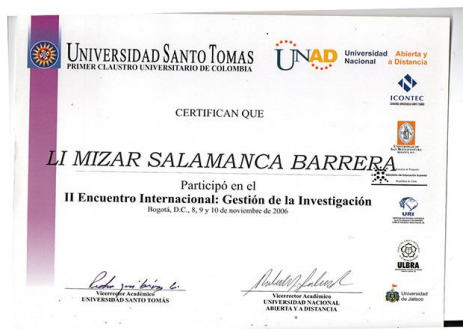 UNIVERSIDAD SANTO TOMAS
PRIMER CLAUSTRO UNIVERSITARIO DE COLOMBIA
UNAD
Universidad Nacional
Abierta y a Distancia
ICONTEC
CERTIFICAN QUE
LI MIZAR SALAMANCA BARRERA
Participó en el
II Encuentro Internacional: Gestión de la Investigación
Bogotá, D.C., 8, 9 y 10 de noviembre de 2006
URI
ULBRA
Universidad de Jalisco
Vicerrector Académico
UNIVERSIDAD SANTO TOMÁS
Vicerrector Académico
UNIVERSIDAD NACIONAL
ABIERTA Y A DISTANCIA